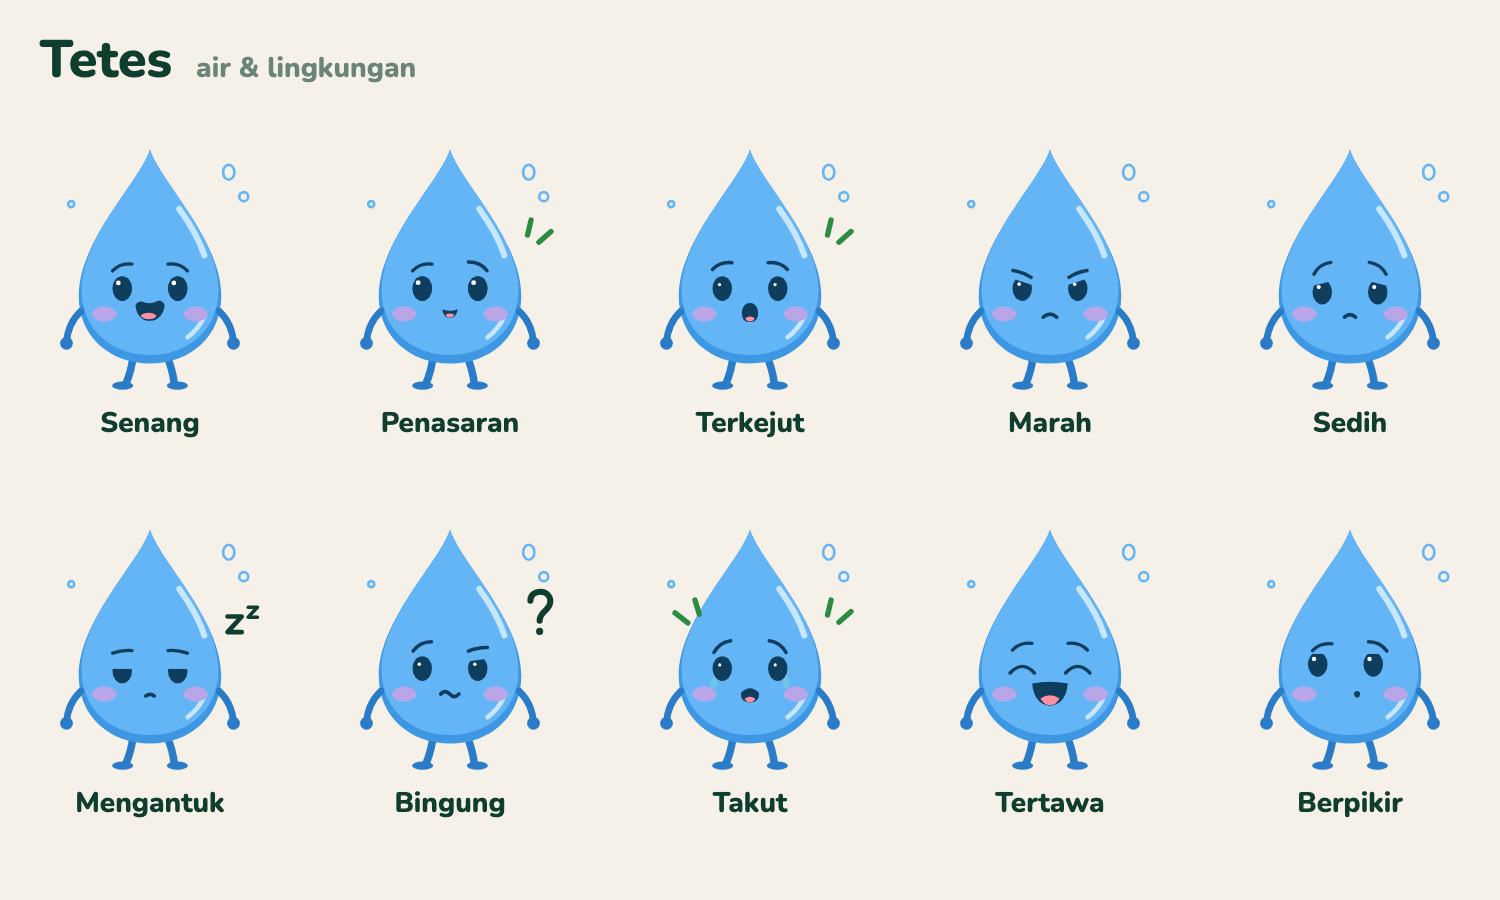 Tetes air & lingkungan
Senang Penasaran Terkejut Marah Sedih
zz
?
Mengantuk Bingung Takut Tertawa Berpikir